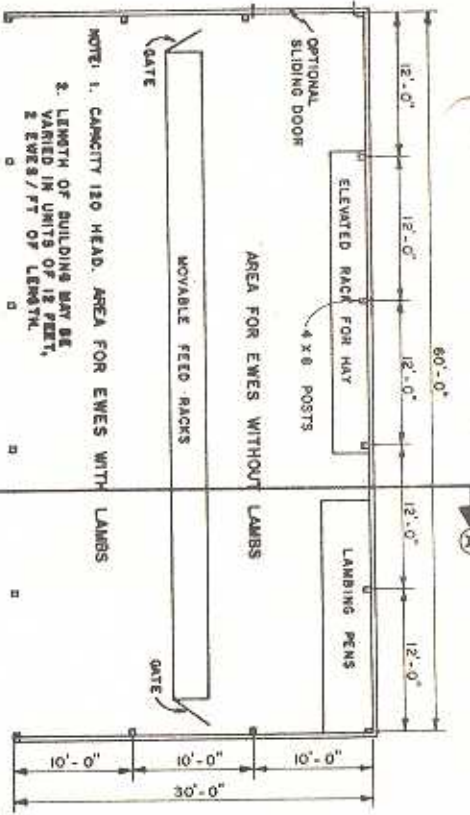 60'-0"
12'-0"
12'-0"
12'-0"
12'-0"
12'-0"
A
OPTIONAL
SLIDING DOOR
ELEVATED RACK FOR HAY
LAMBING PENS
4 x 6 POSTS
10'-0"
10'-0"
10'-0"
30'-0"
AREA FOR EWES WITHOUT LAMBS
GATE
MOVABLE FEED RACKS
GATE
AREA FOR EWES WITH LAMBS
NOTE: 1. CAPACITY 120 HEAD.
2. LENGTH OF BUILDING MAY BE
VARIED IN UNITS OF 12 FEET,
2 EWES/FT OF LENGTH.